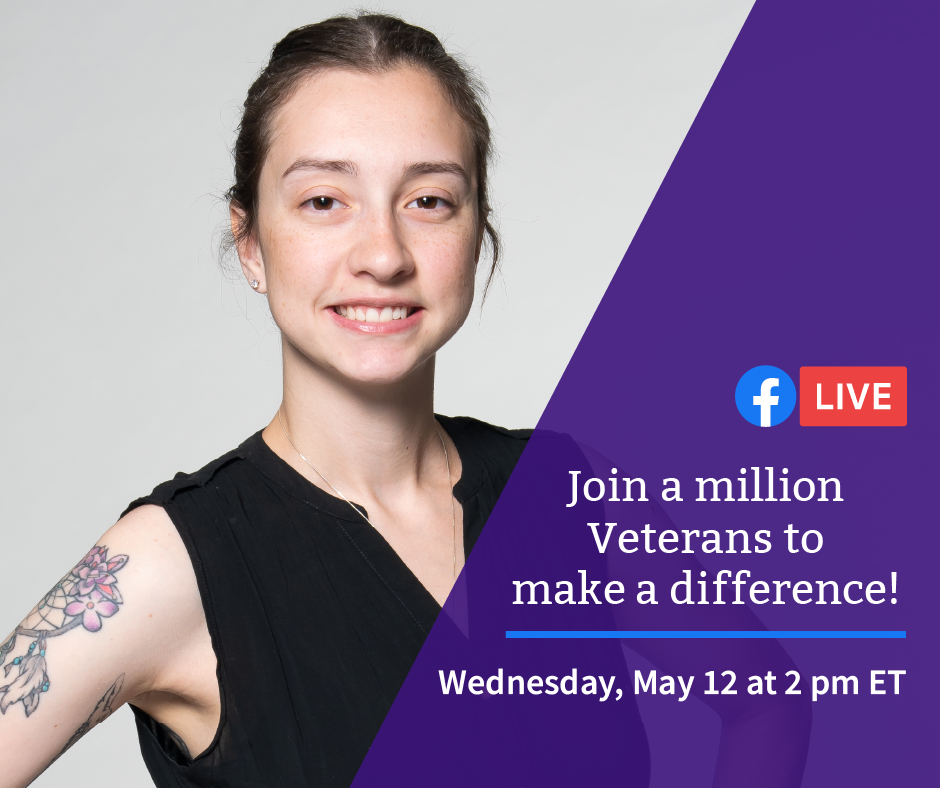 LIVE
Join a million
Veterans to
make a difference!
Wednesday, May 12 at 2 pm ET